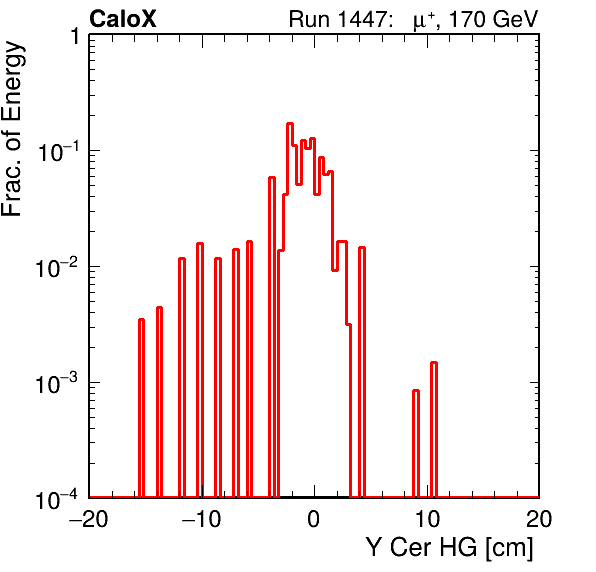 CaloX Run 1447: μ⁺, 170 GeV
Frac. of Energy
1
10⁻¹
10⁻²
10⁻³
10⁻⁴
−20 −10 0 10 20
Y Cer HG [cm]